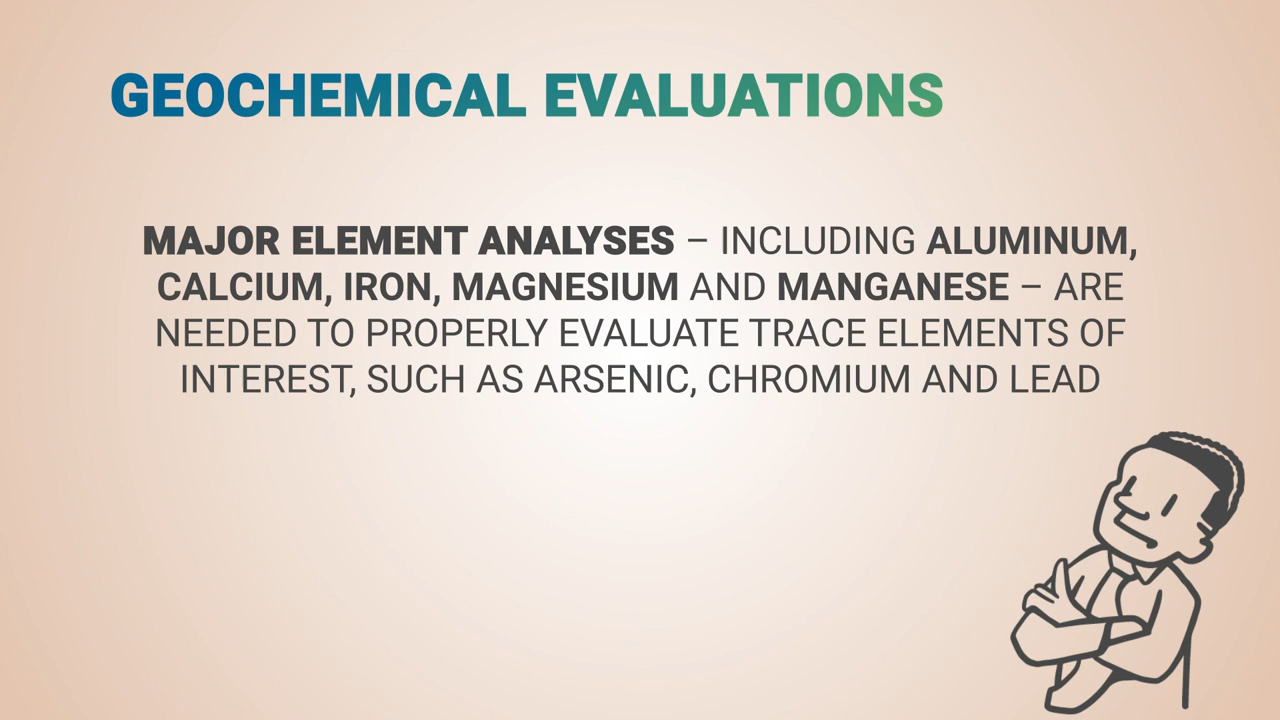 GEOCHEMICAL EVALUATIONS
MAJOR ELEMENT ANALYSES – INCLUDING ALUMINUM,
CALCIUM, IRON, MAGNESIUM AND MANGANESE – ARE
NEEDED TO PROPERLY EVALUATE TRACE ELEMENTS OF
INTEREST, SUCH AS ARSENIC, CHROMIUM AND LEAD